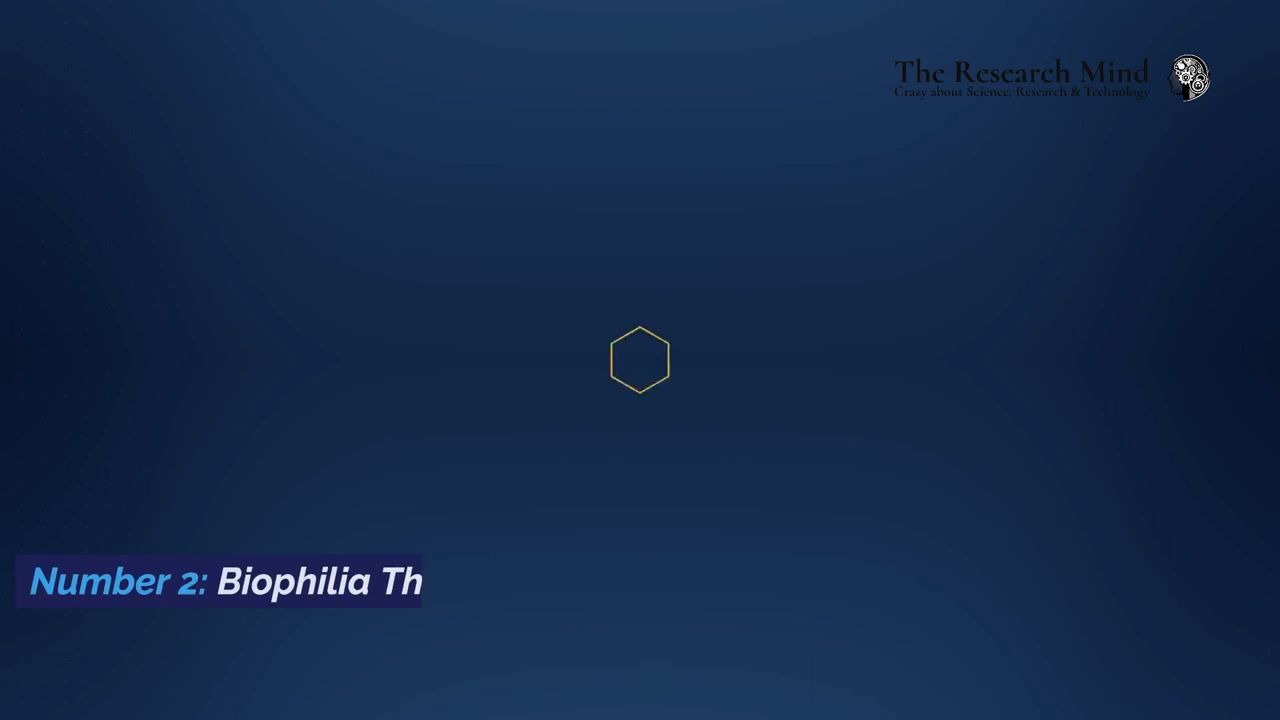 The Research Mind
Crazy about Science, Research & Technology
Number 2: Biophilia Th